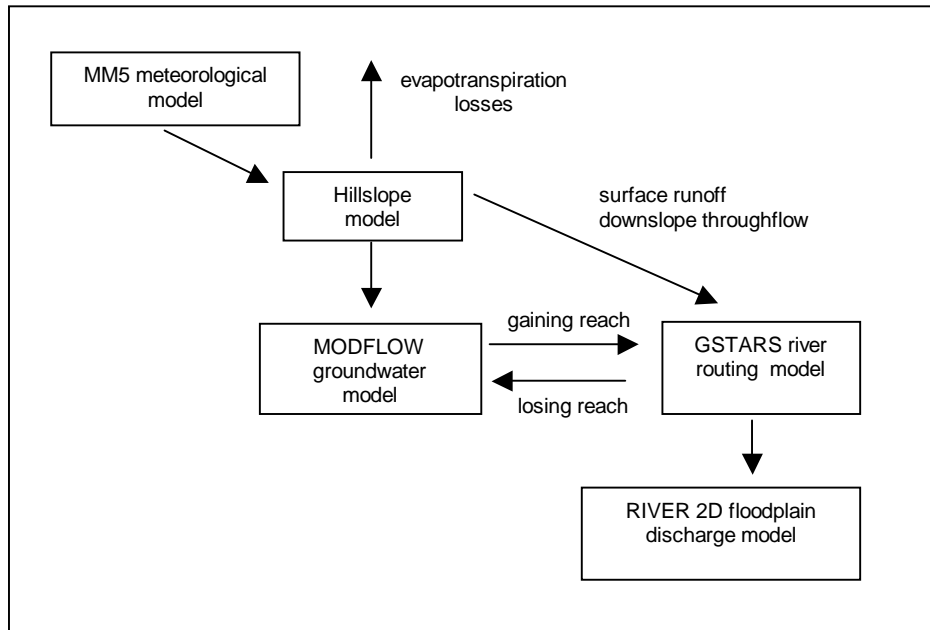 MM5 meteorological
model
evapotranspiration
losses
Hillslope
model
surface runoff
downslope throughflow
MODFLOW
groundwater
model
gaining reach
losing reach
GSTARS river
routing model
RIVER 2D floodplain
discharge model